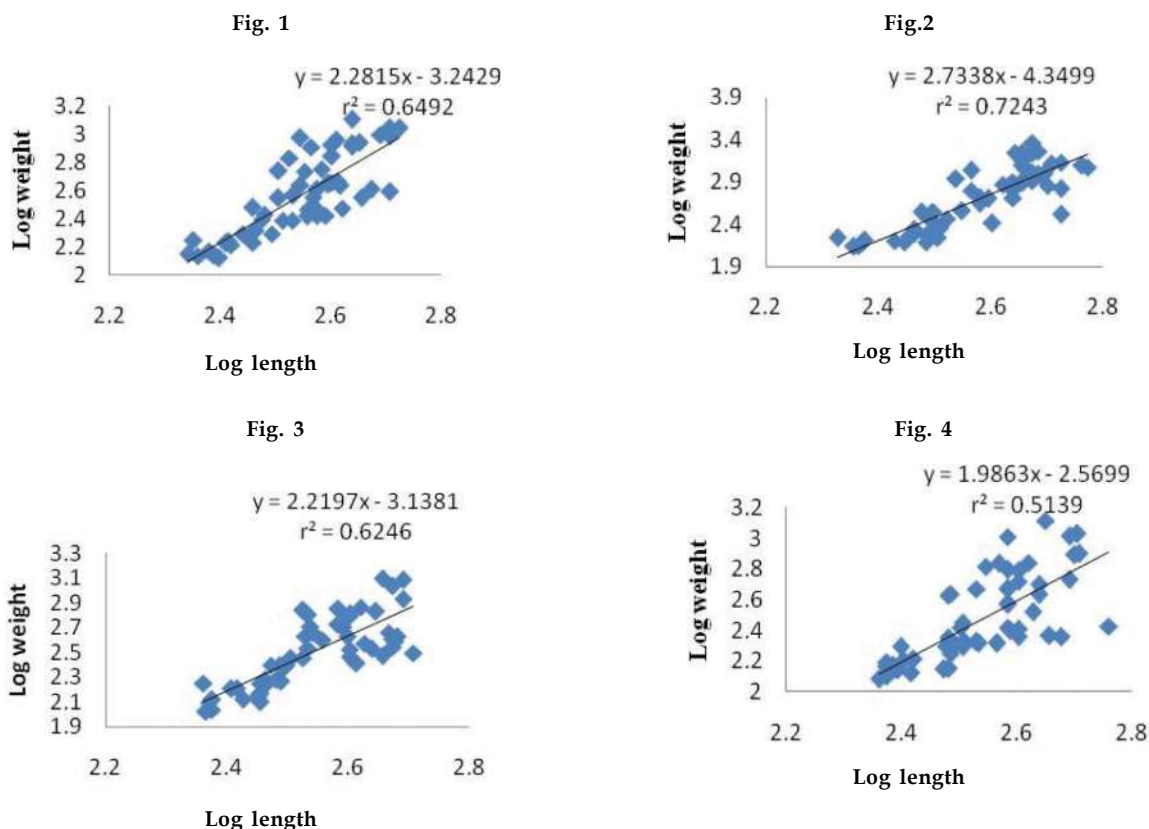 Fig. 1
y = 2.2815x - 3.2429
r² = 0.6492
3.2
3
2.8
2.6
2.4
2.2
2
Log weight
2.2 2.4 2.6 2.8
Log length
Fig.2
y = 2.7338x - 4.3499
r² = 0.7243
3.9
3.4
2.9
2.4
1.9
Log weight
2.2 2.4 2.6 2.8
Log length
Fig. 3
y = 2.2197x - 3.1381
r² = 0.6246
3.3
3.1
2.9
2.7
2.5
2.3
2.1
1.9
Log weight
2.2 2.4 2.6 2.8
Log length
Fig. 4
y = 1.9863x - 2.5699
r² = 0.5139
3.2
3
2.8
2.6
2.4
2.2
2
Log weight
2.2 2.4 2.6 2.8
Log length